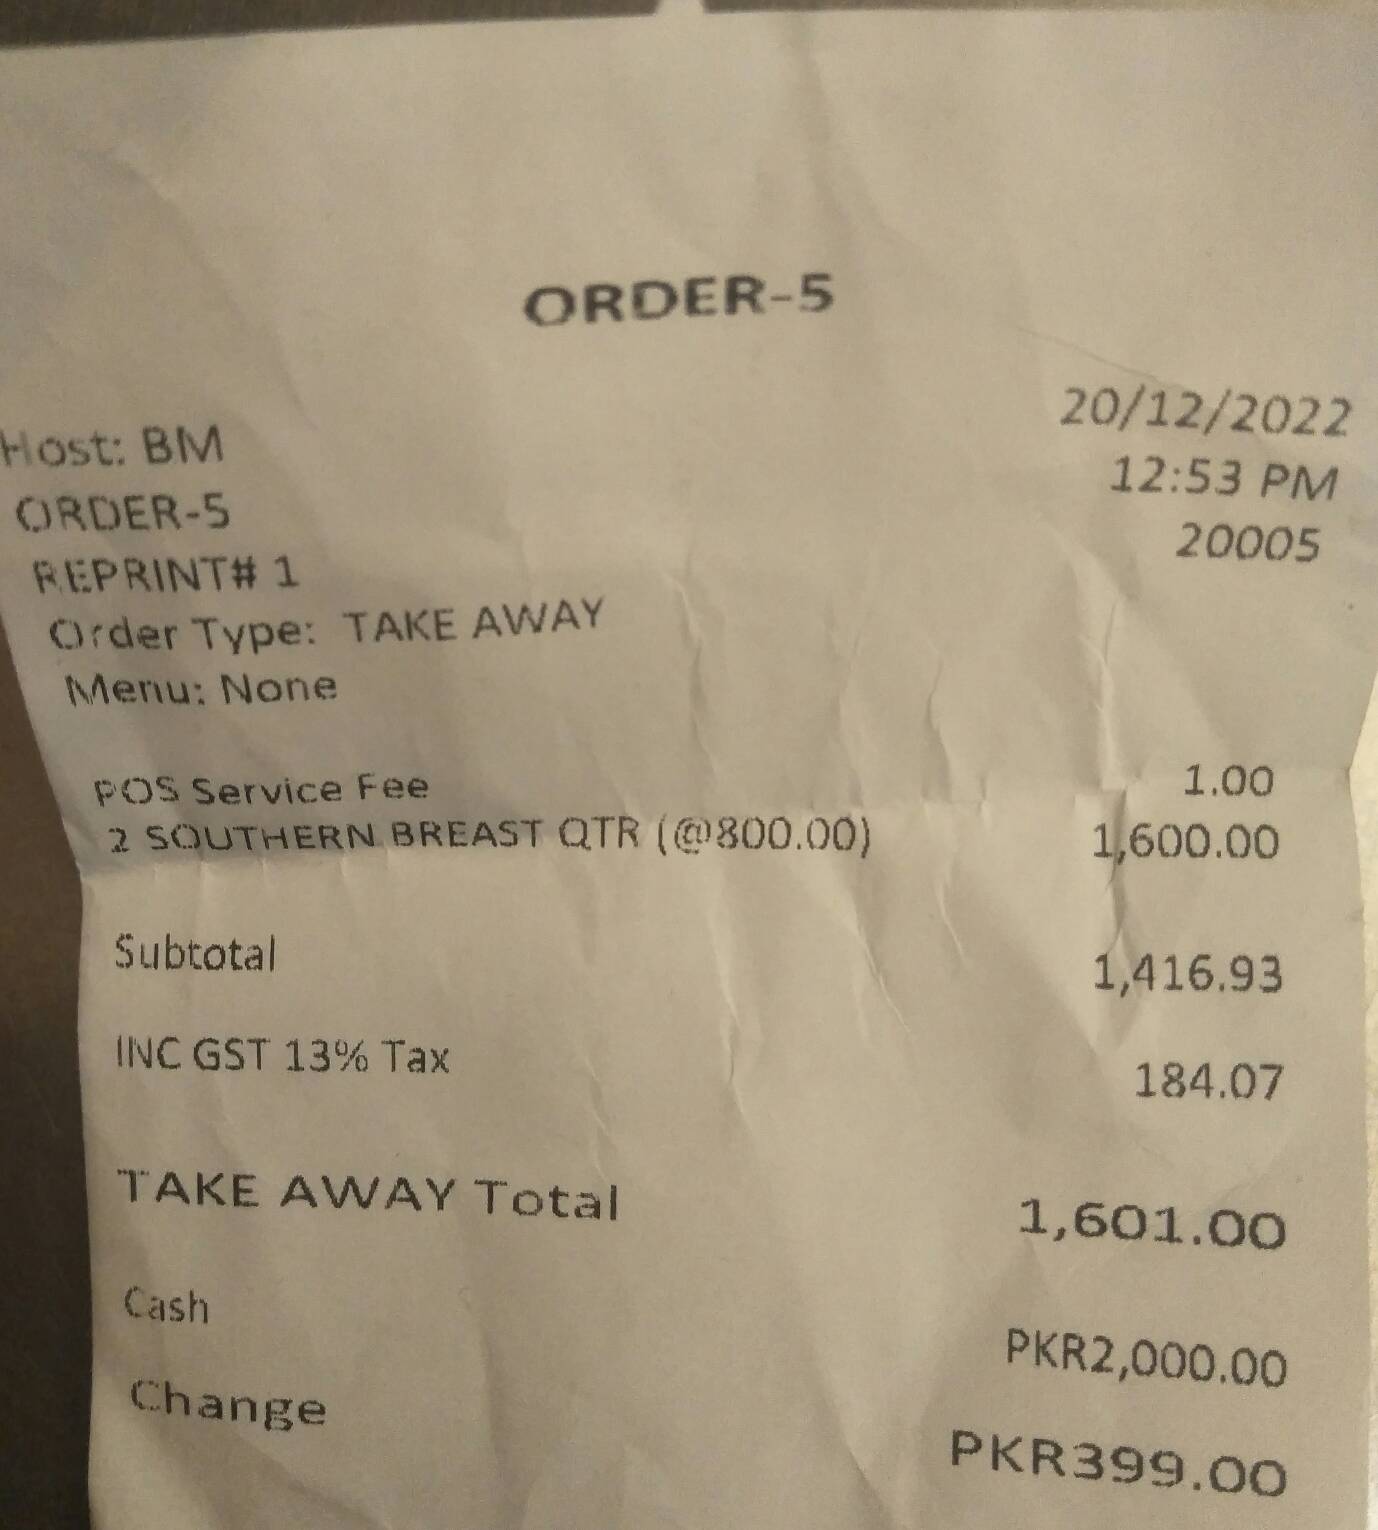 ORDER-5
Host: BM 20/12/2022
ORDER-5 12:53 PM
REPRINT# 1 20005
Order Type: TAKE AWAY
Menu: None
POS Service Fee 1.00
2 SOUTHERN BREAST QTR (@800.00) 1,600.00
Subtotal 1,416.93
INC GST 13% Tax 184.07
TAKE AWAY Total 1,601.00
Cash PKR2,000.00
Change PKR399.00